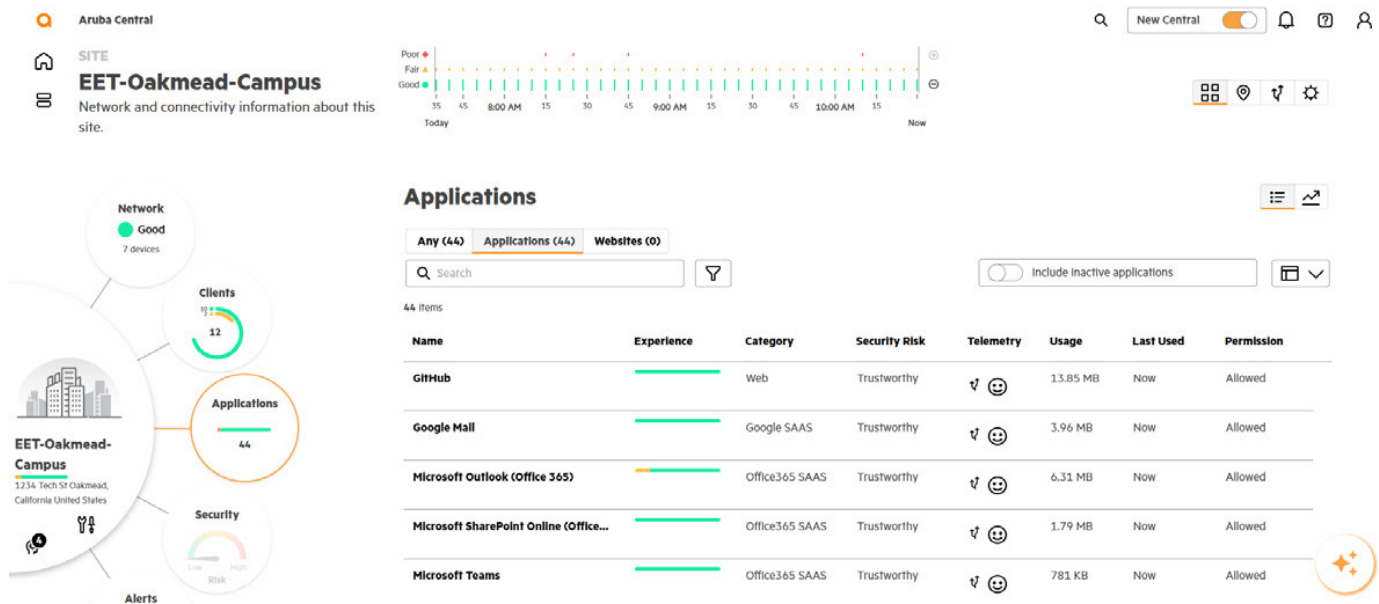 Aruba Central
New Central
SITE
EET-Oakmead-Campus
Network and connectivity information about this
site.
Poor
Fair
Good
35 45 8:00 AM 15 30 45 9:00 AM 15 30 45 10:00 AM 15
Today Now
Network
Good
7 devices
Clients
10
2
12
Applications
44
EET-Oakmead-
Campus
1234 Tech St Oakmead,
California United States
4
Security
Low High
Risk
Alerts
Applications
Any (44) Applications (44) Websites (0)
Search
Include inactive applications
44 items
Name Experience Category Security Risk Telemetry Usage Last Used Permission
GitHub Web Trustworthy 13.85 MB Now Allowed
Google Mail Google SAAS Trustworthy 3.96 MB Now Allowed
Microsoft Outlook (Office 365) Office365 SAAS Trustworthy 6.31 MB Now Allowed
Microsoft SharePoint Online (Office... Office365 SAAS Trustworthy 1.79 MB Now Allowed
Microsoft Teams Office365 SAAS Trustworthy 781 KB Now Allowed